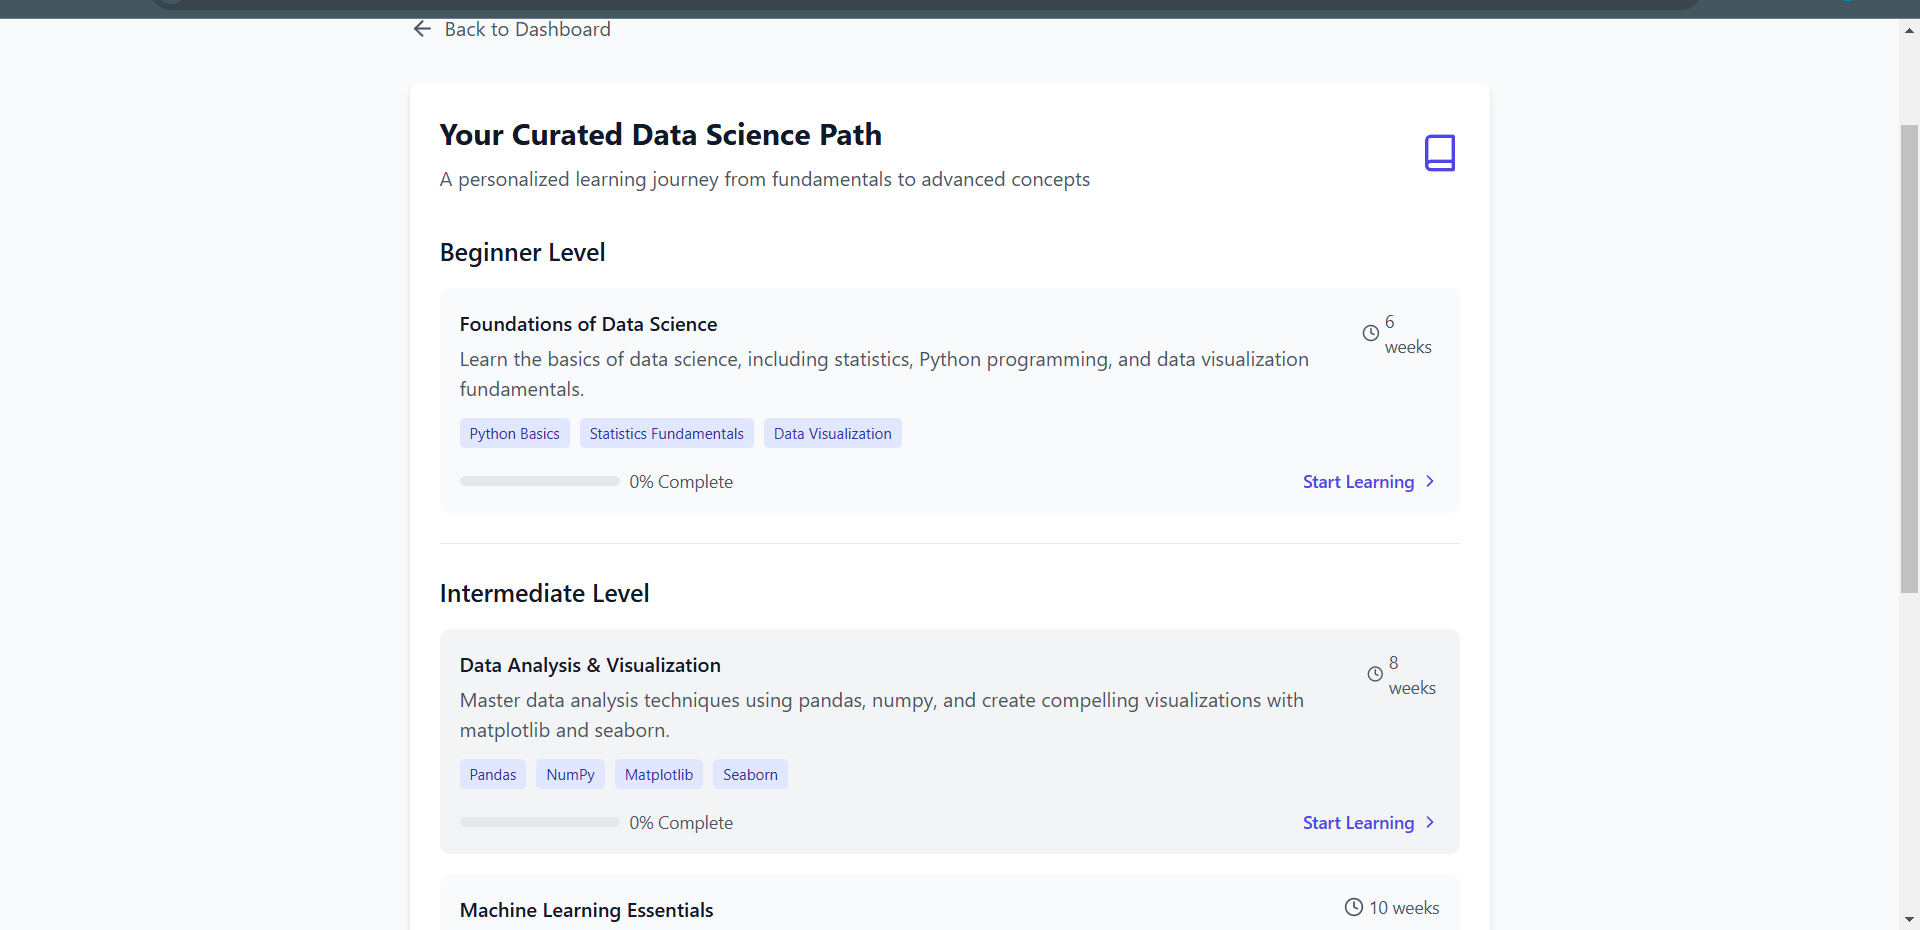 Back to Dashboard
Your Curated Data Science Path
A personalized learning journey from fundamentals to advanced concepts
Beginner Level
Foundations of Data Science
6
weeks
Learn the basics of data science, including statistics, Python programming, and data visualization
fundamentals.
Python Basics Statistics Fundamentals Data Visualization
0% Complete Start Learning
Intermediate Level
Data Analysis & Visualization
8
weeks
Master data analysis techniques using pandas, numpy, and create compelling visualizations with
matplotlib and seaborn.
Pandas NumPy Matplotlib Seaborn
0% Complete Start Learning
Machine Learning Essentials 10 weeks